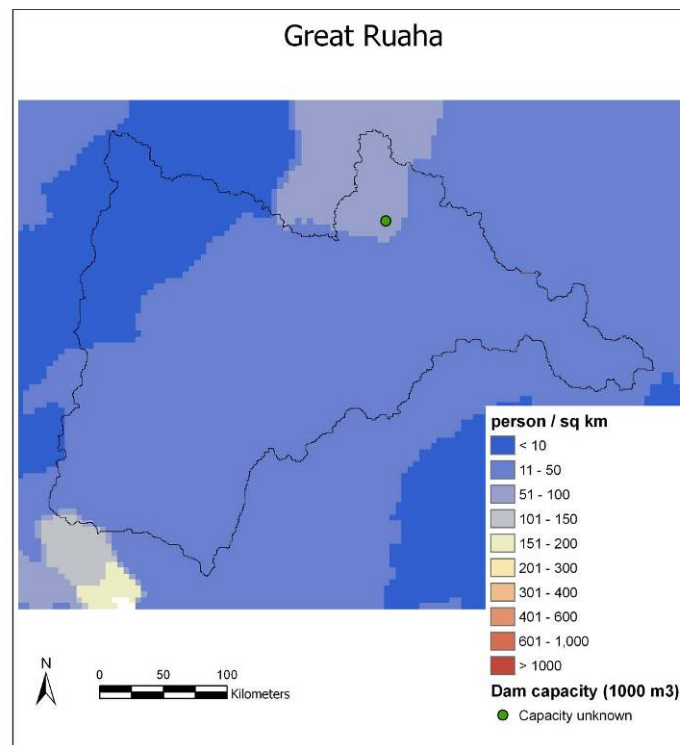 Great Ruaha
person / sq km
< 10
11 - 50
51 - 100
101 - 150
151 - 200
201 - 300
301 - 400
401 - 600
601 - 1,000
> 1000
Dam capacity (1000 m3)
Capacity unknown
N
0 50 100
Kilometers